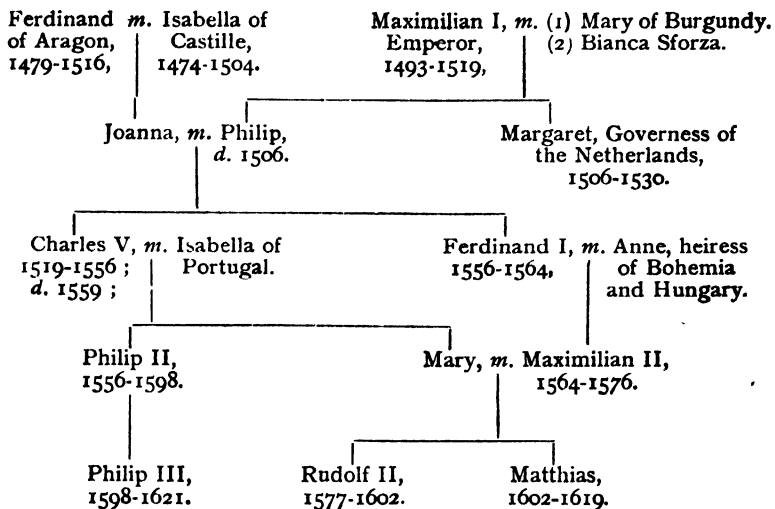 Ferdinand m. Isabella of
of Aragon, Castille,
1479-1516, 1474-1504.
Maximilian I, m. (1) Mary of Burgundy.
Emperor, (2) Bianca Sforza.
1493-1519,
Joanna, m. Philip,
d. 1506.
Margaret, Governess of
the Netherlands,
1506-1530.
Charles V, m. Isabella of
1519-1556 ; Portugal.
d. 1559 ;
Ferdinand I, m. Anne, heiress
1556-1564, of Bohemia
and Hungary.
Philip II,
1556-1598.
Mary, m. Maximilian II,
1564-1576.
Philip III,
1598-1621.
Rudolf II,
1577-1602.
Matthias,
1602-1619.